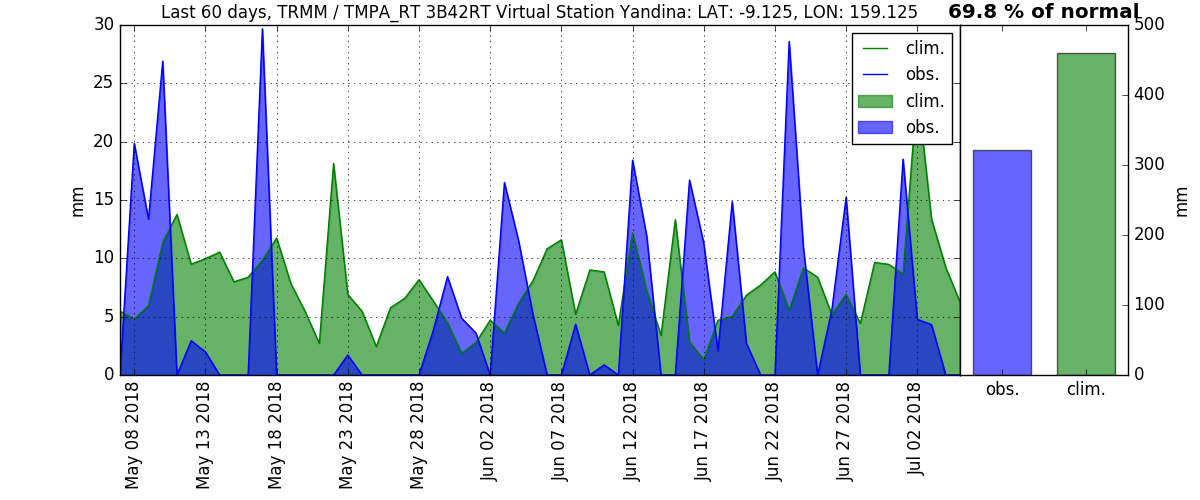 Last 60 days, TRMM / TMPA_RT 3B42RT Virtual Station Yandina: LAT: -9.125, LON: 159.125
69.8 % of normal
30
25
20
15
10
5
0
mm
clim.
obs.
clim.
obs.
500
400
300
200
100
0
mm
May 08 2018
May 13 2018
May 18 2018
May 23 2018
May 28 2018
Jun 02 2018
Jun 07 2018
Jun 12 2018
Jun 17 2018
Jun 22 2018
Jun 27 2018
Jul 02 2018
obs.
clim.